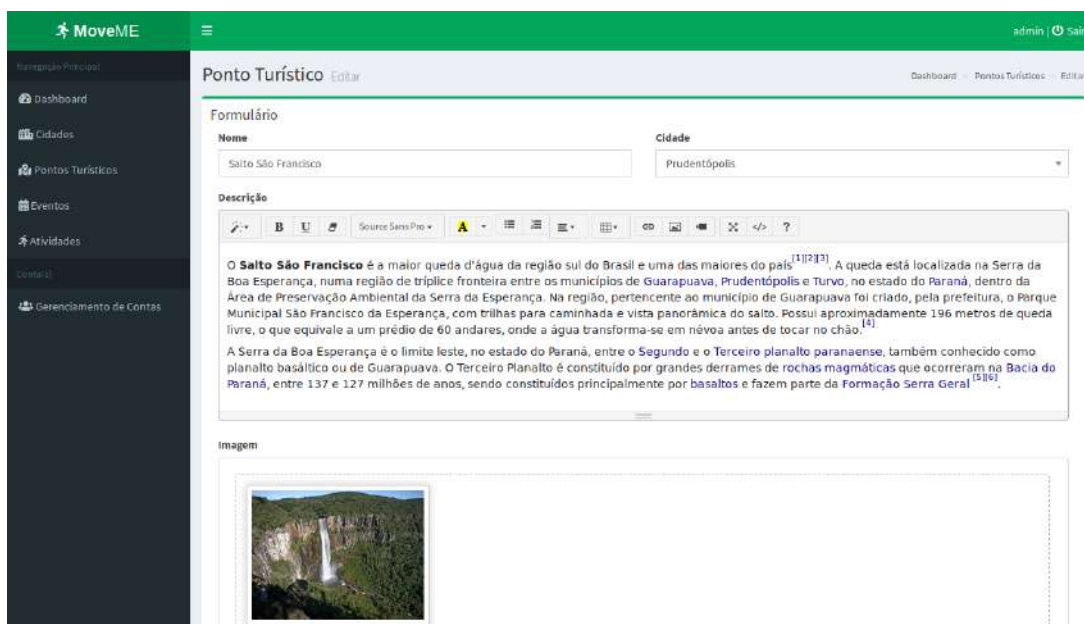 MoveME
admin | Sair
Navegação Principal
Ponto Turístico Editar
Dashboard Pontos Turísticos Editar
Dashboard
Formulário
Cidades
Nome
Cidade
Salto São Francisco
Prudentópolis
Pontos Turísticos
Descrição
Eventos
B U Source Sans Pro A </> ?
Atividades
O Salto São Francisco é a maior queda d'água da região sul do Brasil e uma das maiores do país[1][2][3]. A queda está localizada na Serra da
Boa Esperança, numa região de tríplice fronteira entre os municípios de Guarapuava, Prudentópolis e Turvo, no estado do Paraná, dentro da
Área de Preservação Ambiental da Serra da Esperança. Na região, pertencente ao município de Guarapuava foi criado, pela prefeitura, o Parque
Municipal São Francisco da Esperança, com trilhas para caminhada e vista panorâmica do salto. Possui aproximadamente 196 metros de queda
livre, o que equivale a um prédio de 60 andares, onde a água transforma-se em névoa antes de tocar no chão.[4]
Gerenciamento de Contas
A Serra da Boa Esperança é o limite leste, no estado do Paraná, entre o Segundo e o Terceiro planalto paranaense, também conhecido como
planalto basáltico ou de Guarapuava. O Terceiro Planalto é constituído por grandes derrames de rochas magmáticas que ocorreram na Bacia do
Paraná, entre 137 e 127 milhões de anos, sendo constituídos principalmente por basaltos e fazem parte da Formação Serra Geral [5][6].
Imagem